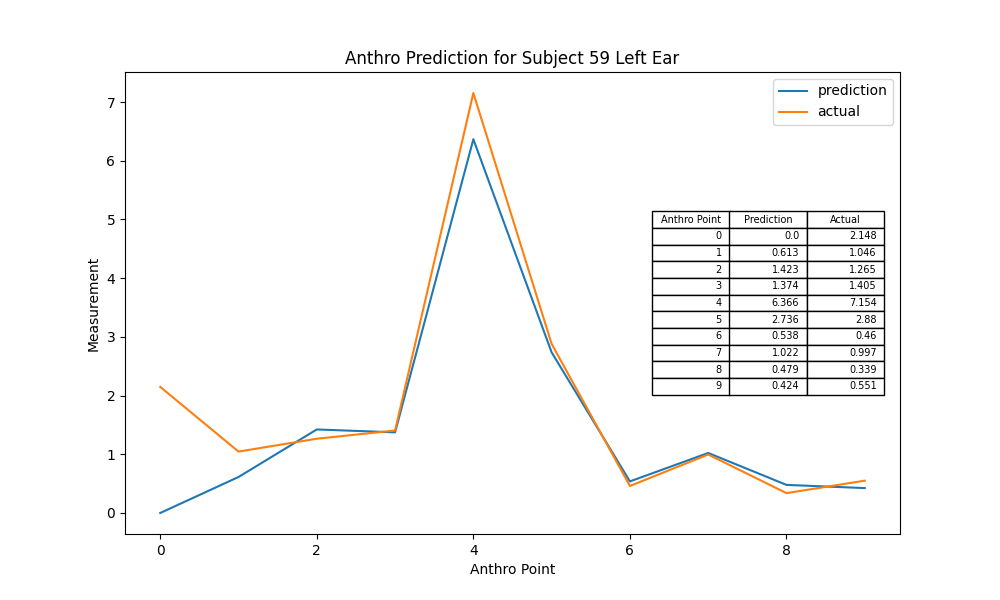 Anthro Prediction for Subject 59 Left Ear
prediction
actual
7
6
5
4
3
2
1
0
Measurement
0 2 4 6 8
Anthro Point
Anthro Point Prediction Actual
0 0.0 2.148
1 0.613 1.046
2 1.423 1.265
3 1.374 1.405
4 6.366 7.154
5 2.736 2.88
6 0.538 0.46
7 1.022 0.997
8 0.479 0.339
9 0.424 0.551